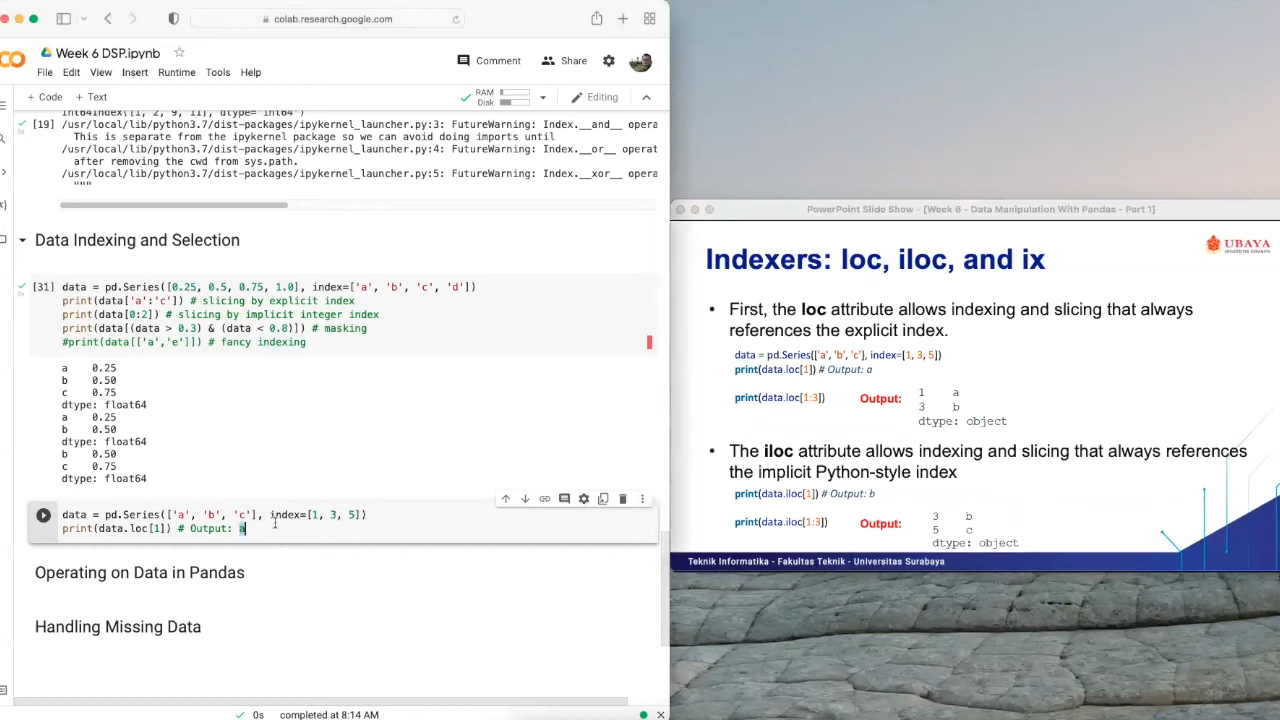 colab.research.google.com
Week 6 DSP.ipynb
Comment
Share
File Edit View Insert Runtime Tools Help
+ Code + Text
RAM
Disk
Editing
Int64Index([1, 2, 9, 11], dtype='int64')
[19] /usr/local/lib/python3.7/dist-packages/ipykernel_launcher.py:3: FutureWarning: Index.__and__ opera
This is separate from the ipykernel package so we can avoid doing imports until
/usr/local/lib/python3.7/dist-packages/ipykernel_launcher.py:4: FutureWarning: Index.__or__ operat
after removing the cwd from sys.path.
/usr/local/lib/python3.7/dist-packages/ipykernel_launcher.py:5: FutureWarning: Index.__xor__ opera
"""
Data Indexing and Selection
[31] data = pd.Series([0.25, 0.5, 0.75, 1.0], index=['a', 'b', 'c', 'd'])
print(data['a':'c']) # slicing by explicit index
print(data[0:2]) # slicing by implicit integer index
print(data[(data > 0.3) & (data < 0.8)]) # masking
#print(data[['a','e']]) # fancy indexing
a 0.25
b 0.50
c 0.75
dtype: float64
a 0.25
b 0.50
dtype: float64
b 0.50
c 0.75
dtype: float64
data = pd.Series(['a', 'b', 'c'], index=[1, 3, 5])
print(data.loc[1]) # Output: a
Operating on Data in Pandas
Handling Missing Data
0s completed at 8:14 AM
PowerPoint Slide Show - [Week 6 - Data Manipulation With Pandas - Part 1]
UBAYA
UNIVERSITAS SURABAYA
Indexers: loc, iloc, and ix
• First, the loc attribute allows indexing and slicing that always
references the explicit index.
data = pd.Series(['a', 'b', 'c'], index=[1, 3, 5])
print(data.loc[1]) # Output: a
print(data.loc[1:3])
Output:
1 a
3 b
dtype: object
• The iloc attribute allows indexing and slicing that always references
the implicit Python-style index
print(data.iloc[1]) # Output: b
print(data.iloc[1:3])
Output:
3 b
5 c
dtype: object
Teknik Informatika - Fakultas Teknik - Universitas Surabaya